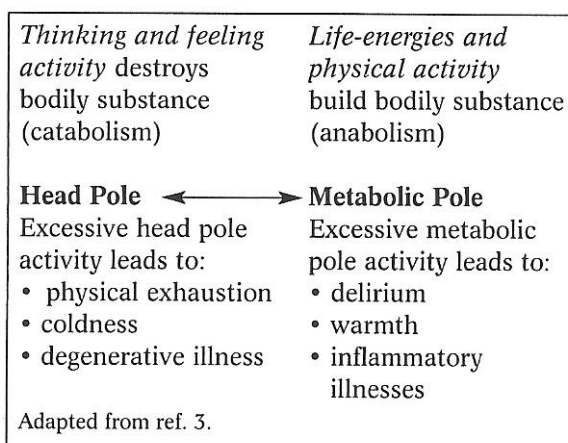 Thinking and feeling
activity destroys
bodily substance
(catabolism)
Life-energies and
physical activity
build bodily substance
(anabolism)
Head Pole ⟷ Metabolic Pole
Excessive head pole
activity leads to:
• physical exhaustion
• coldness
• degenerative illness
Excessive metabolic
pole activity leads to:
• delirium
• warmth
• inflammatory
illnesses
Adapted from ref. 3.